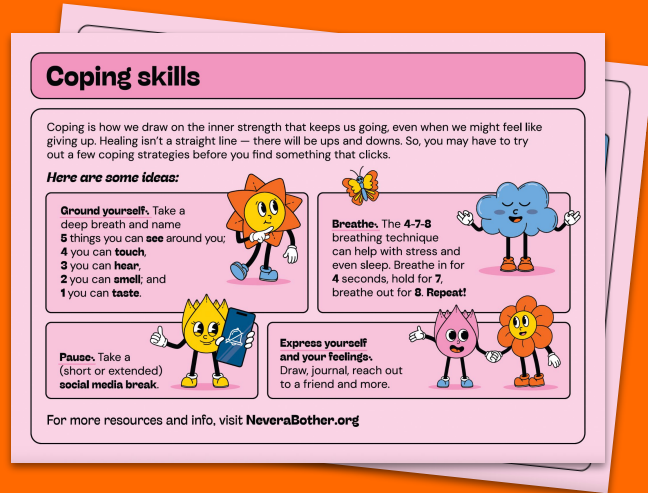 Coping skills
Coping is how we draw on the inner strength that keeps us going, even when we might feel like
giving up. Healing isn’t a straight line — there will be ups and downs. So, you may have to try
out a few coping strategies before you find something that clicks.
Here are some ideas:
Ground yourself. Take a
deep breath and name
5 things you can see around you;
4 you can touch,
3 you can hear,
2 you can smell; and
1 you can taste.
Breathe. The 4-7-8
breathing technique
can help with stress and
even sleep. Breathe in for
4 seconds, hold for 7,
breathe out for 8. Repeat!
Pause. Take a
(short or extended)
social media break.
Express yourself
and your feelings.
Draw, journal, reach out
to a friend and more.
For more resources and info, visit NeveraBother.org